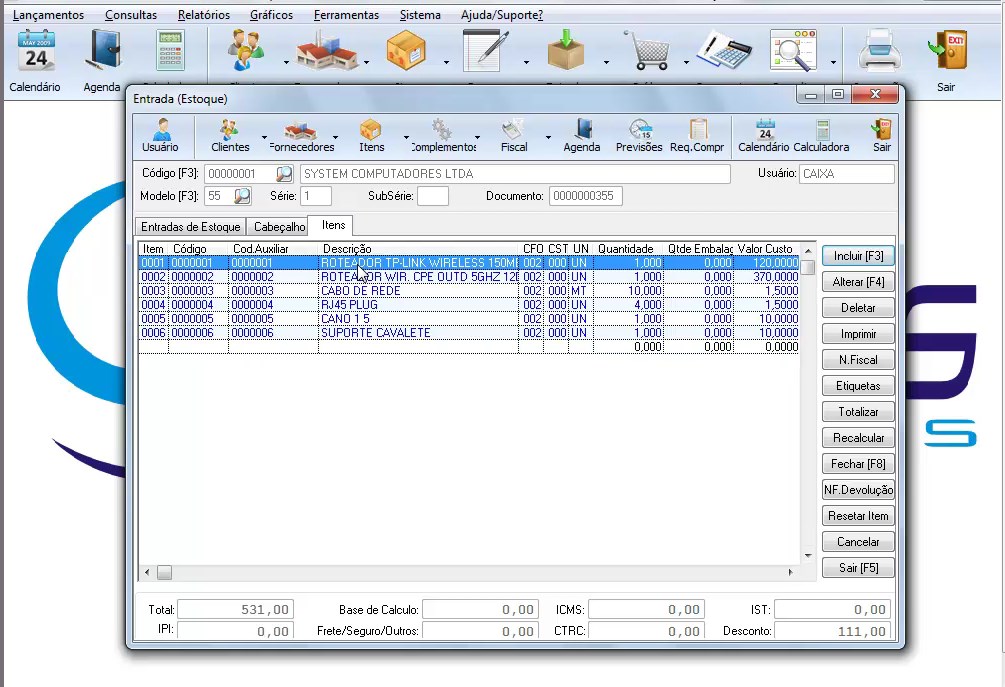 Lançamentos Consultas Relatórios Gráficos Ferramentas Sistema Ajuda/Suporte?
MAY 2009
24
EXIT
Calendário Agenda Sair
Entrada (Estoque)
Usuário Clientes Fornecedores Itens Complementos Fiscal Agenda Previsões Req.Compr Calendário Calculadora Sair
Código [F3]: 00000001 SYSTEM COMPUTADORES LTDA Usuário: CAIXA
Modelo [F3]: 55 Série: 1 SubSérie: Documento: 0000000355
Entradas de Estoque Cabeçalho Itens
Item Código Cod.Auxiliar Descrição CFO CST UN Quantidade Qtde Embalaç Valor Custo
0001 0000001 0000001 ROTEADOR TP-LINK WIRELESS 150M 002 000 UN 1,000 0,000 120,0000
0002 0000002 0000002 ROTEADOR WIR. CPE OUTD 5GHZ 12 002 000 UN 1,000 0,000 370,0000
0003 0000003 0000003 CABO DE REDE 002 000 MT 10,000 0,000 1,5000
0004 0000004 0000004 RJ45 PLUG 002 000 UN 4,000 0,000 1,5000
0005 0000005 0000005 CANO 1 5 002 000 UN 1,000 0,000 10,0000
0006 0000006 0000006 SUPORTE CAVALETE 002 000 UN 1,000 0,000 10,0000
0,000 0,000 0,0000
Incluir [F3]
Alterar [F4]
Deletar
Imprimir
N.Fiscal
Etiquetas
Totalizar
Recalcular
Fechar [F8]
NF.Devolução
Resetar Item
Cancelar
Sair [F5]
Total: 531,00 Base de Calculo: 0,00 ICMS: 0,00 IST: 0,00
IPI: 0,00 Frete/Seguro/Outros: 0,00 CTRC: 0,00 Desconto: 111,00
S